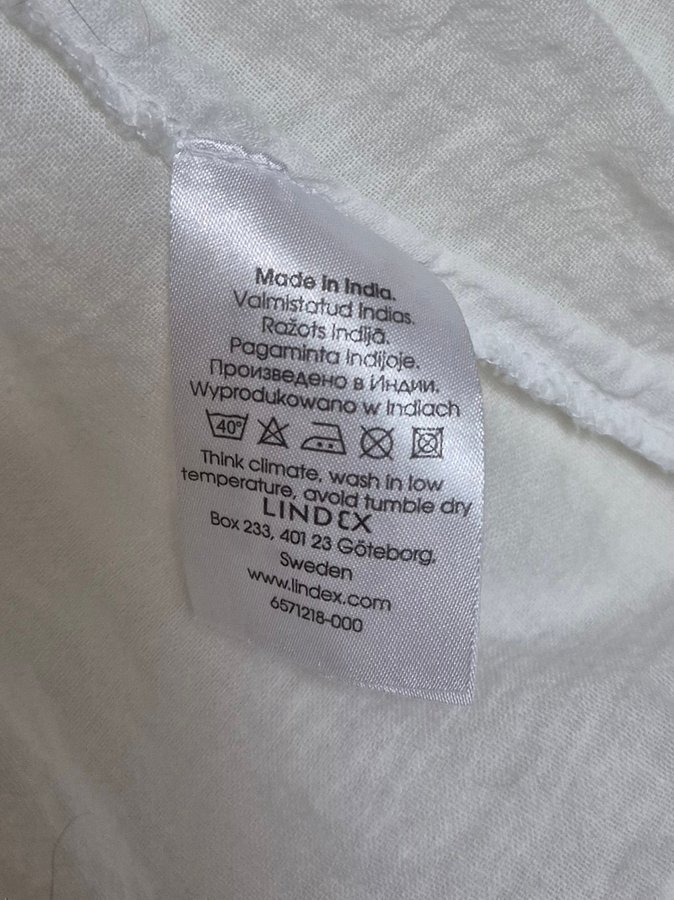 Made in India.
Valmistatud Indias.
Ražots Indijā.
Pagaminta Indijoje.
Произведено в Индии.
Wyprodukowano w Indiach
40°
Think climate, wash in low
temperature, avoid tumble dry
LINDEX
Box 233, 401 23 Göteborg,
Sweden
www.lindex.com
6571218-000